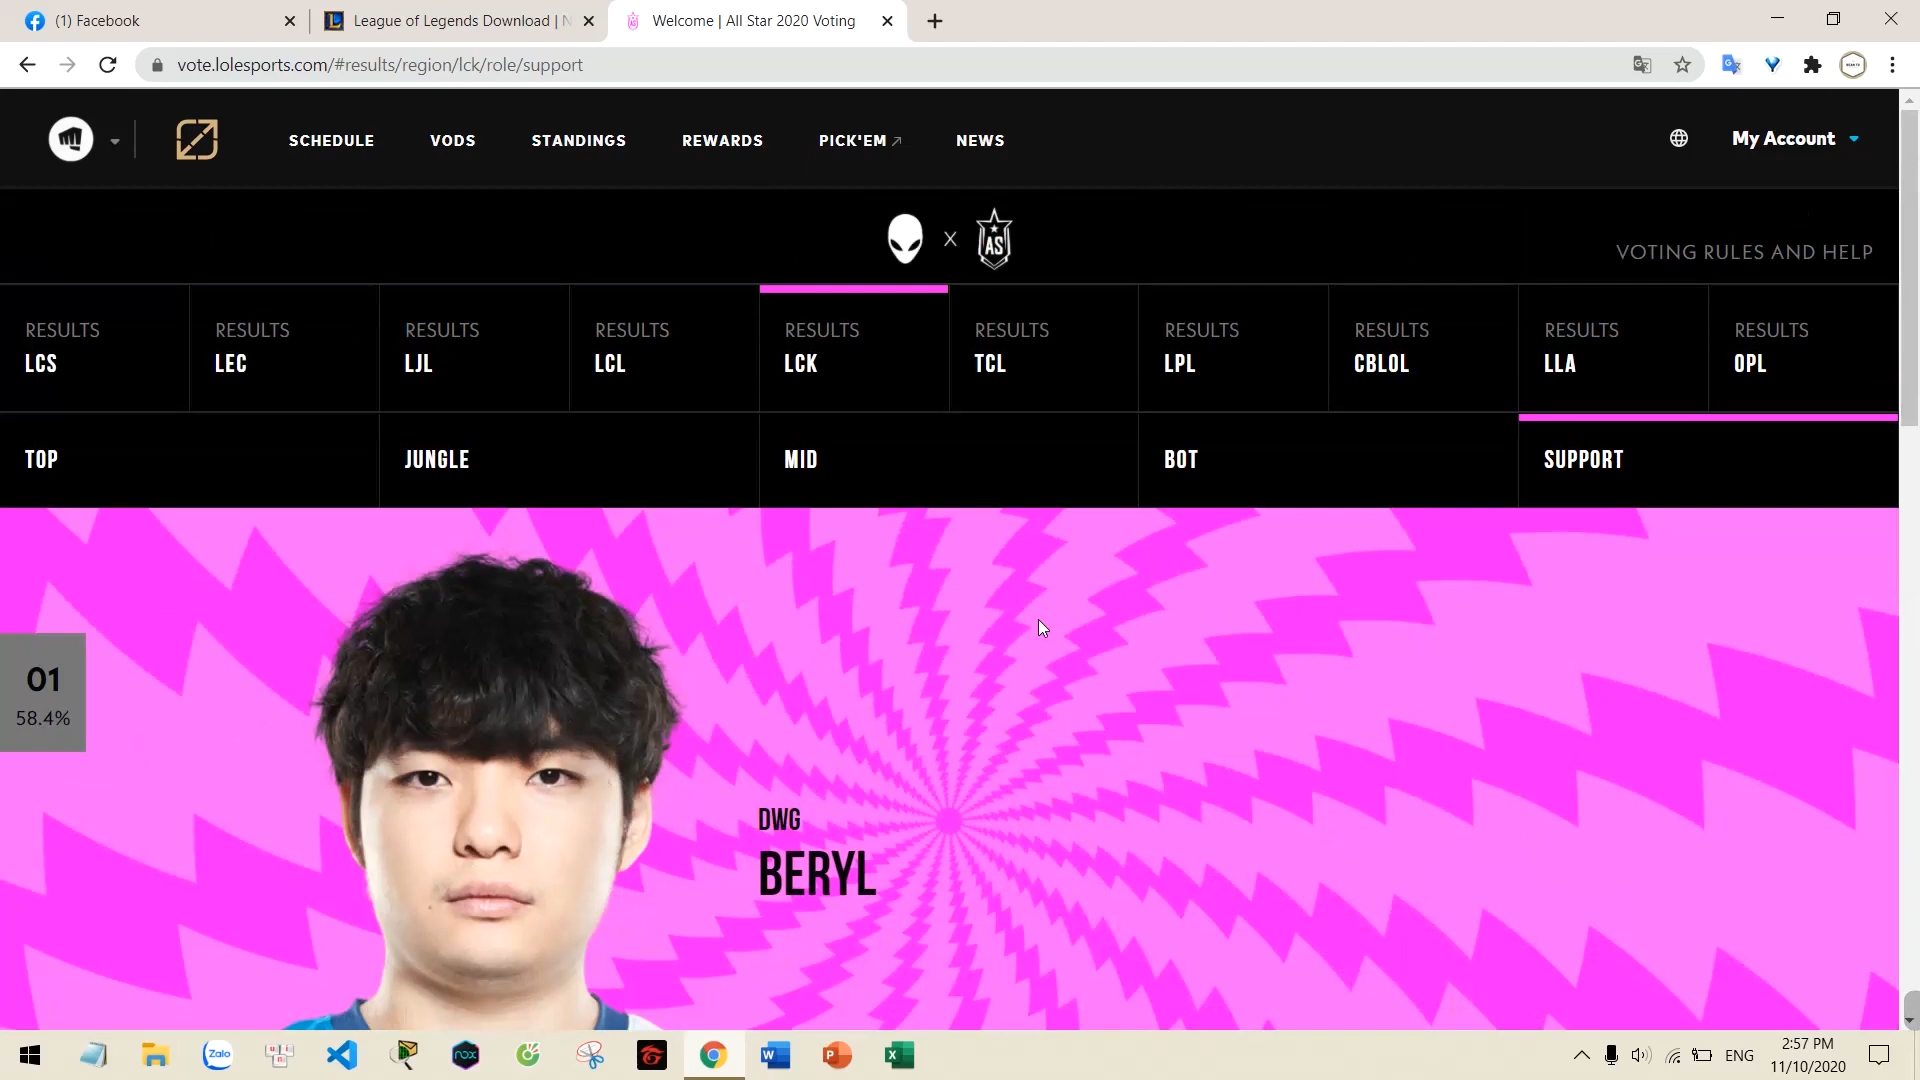 (1) Facebook
League of Legends Download | N
Welcome | All Star 2020 Voting
vote.lolesports.com/#results/region/lck/role/support
SCHEDULE
VODS
STANDINGS
REWARDS
PICK'EM
NEWS
My Account
X
AS
VOTING RULES AND HELP
RESULTS
LCS
RESULTS
LEC
RESULTS
LJL
RESULTS
LCL
RESULTS
LCK
RESULTS
TCL
RESULTS
LPL
RESULTS
CBLOL
RESULTS
LLA
RESULTS
OPL
TOP
JUNGLE
MID
BOT
SUPPORT
01
58.4%
DWG
BERYL
Zalo
nox
ENG
2:57 PM
11/10/2020